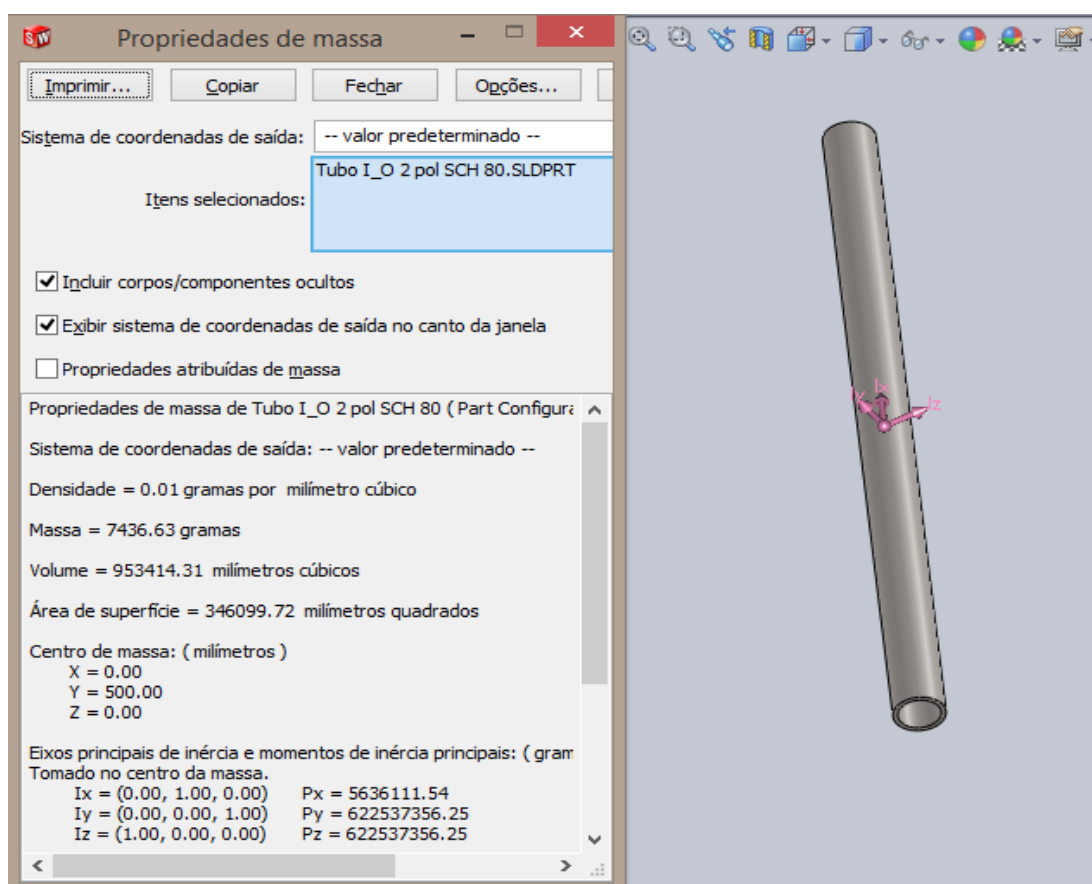 SW Propriedades de massa
Imprimir... Copiar Fechar Opções...
Sistema de coordenadas de saída: -- valor predeterminado --
Tubo I_O 2 pol SCH 80.SLDPRT
Itens selecionados:
Incluir corpos/componentes ocultos
Exibir sistema de coordenadas de saída no canto da janela
Propriedades atribuídas de massa
Propriedades de massa de Tubo I_O 2 pol SCH 80 ( Part Configura
Sistema de coordenadas de saída: -- valor predeterminado --
Densidade = 0.01 gramas por milímetro cúbico
Massa = 7436.63 gramas
Volume = 953414.31 milímetros cúbicos
Área de superfície = 346099.72 milímetros quadrados
Centro de massa: ( milímetros )
X = 0.00
Y = 500.00
Z = 0.00
Eixos principais de inércia e momentos de inércia principais: ( gram
Tomado no centro da massa.
Ix = (0.00, 1.00, 0.00) Px = 5636111.54
Iy = (0.00, 0.00, 1.00) Py = 622537356.25
Iz = (1.00, 0.00, 0.00) Pz = 622537356.25
Iy Ix Iz